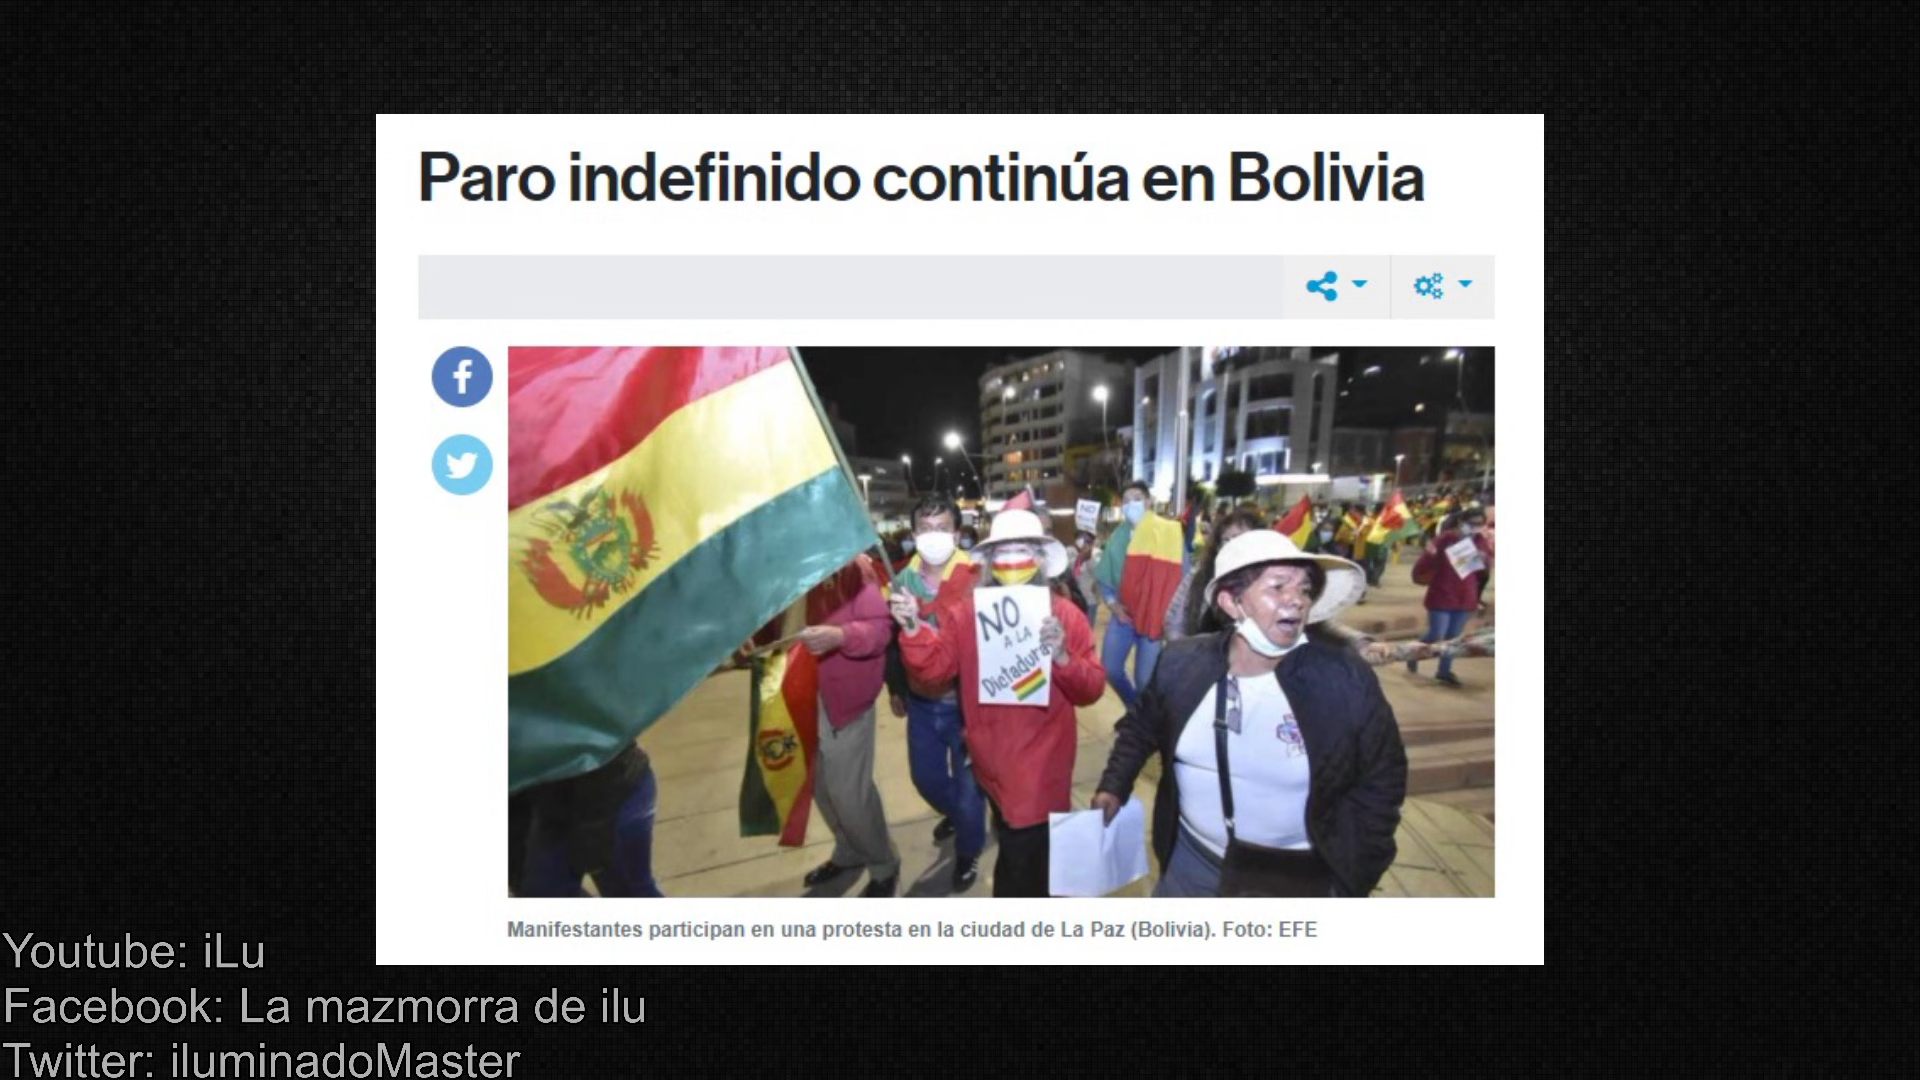 Paro indefinido continúa en Bolivia
NO
NO
A LA
Dictadura
Manifestantes participan en una protesta en la ciudad de La Paz (Bolivia). Foto: EFE
Youtube: iLu
Facebook: La mazmorra de ilu
Twitter: iluminadoMaster